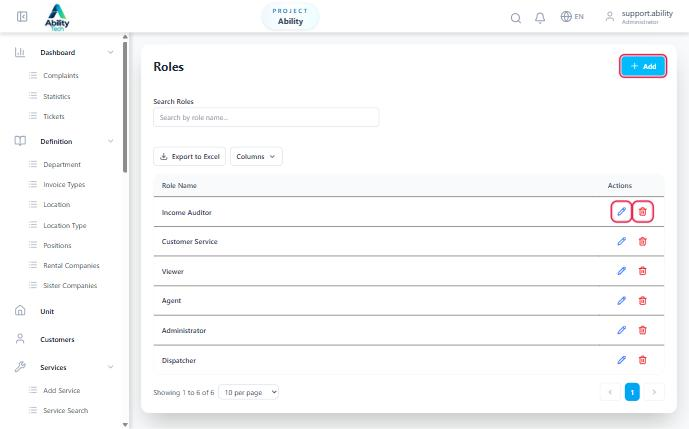 Ability
Tech
PROJECT
Ability
EN
support.ability
Administrator
Dashboard
Complaints
Statistics
Tickets
Definition
Department
Invoice Types
Location
Location Type
Positions
Rental Companies
Sister Companies
Unit
Customers
Services
Add Service
Service Search
Roles
+ Add
Search Roles
Search by role name...
Export to Excel
Columns
Role Name Actions
Income Auditor
Customer Service
Viewer
Agent
Administrator
Dispatcher
Showing 1 to 6 of 6
10 per page
< 1 >